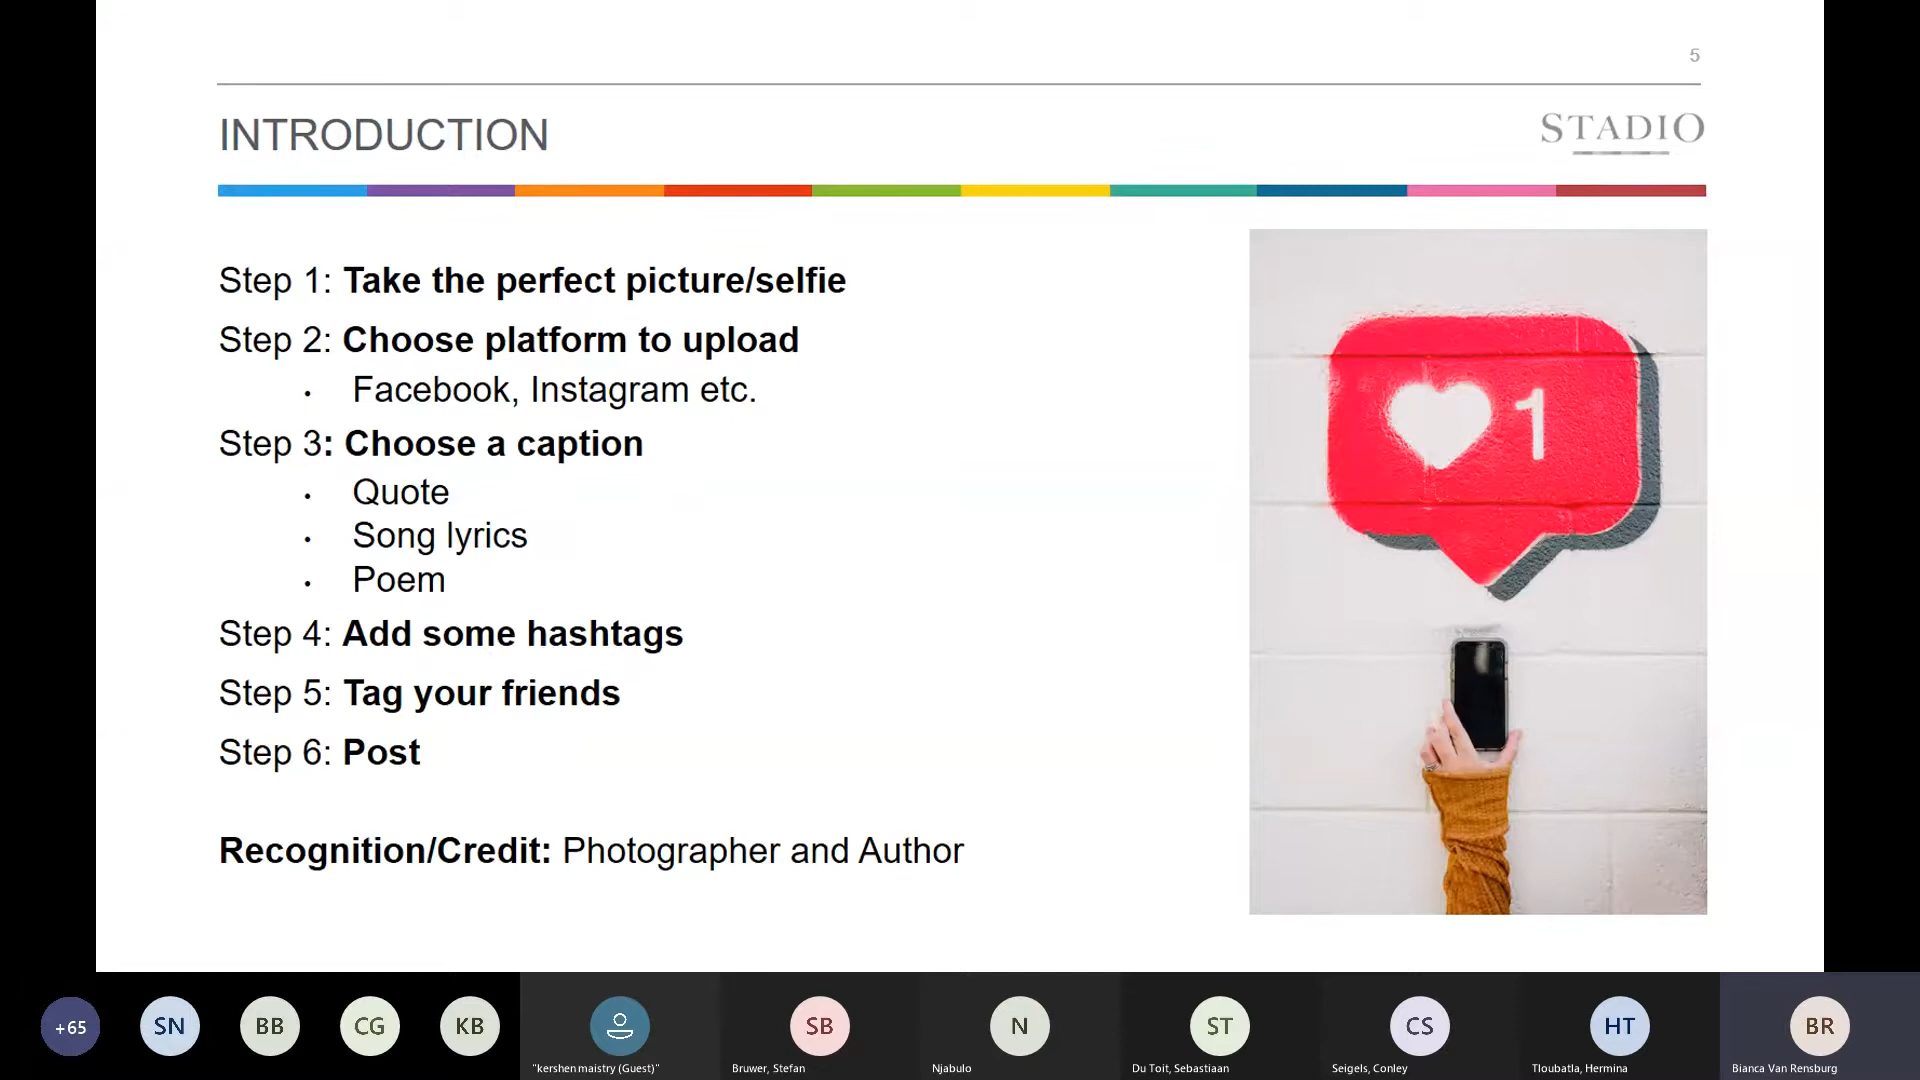 5
INTRODUCTION
STADIO
Step 1: Take the perfect picture/selfie
Step 2: Choose platform to upload
• Facebook, Instagram etc.
Step 3: Choose a caption
• Quote
• Song lyrics
• Poem
Step 4: Add some hashtags
Step 5: Tag your friends
Step 6: Post
Recognition/Credit: Photographer and Author
1
+65
SN
BB
CG
KB
SB
N
ST
CS
HT
BR
"kershen maistry (Guest)"
Bruwer, Stefan
Njabulo
Du Toit, Sebastiaan
Seigels, Conley
Tloubatla, Hermina
Bianca Van Rensburg